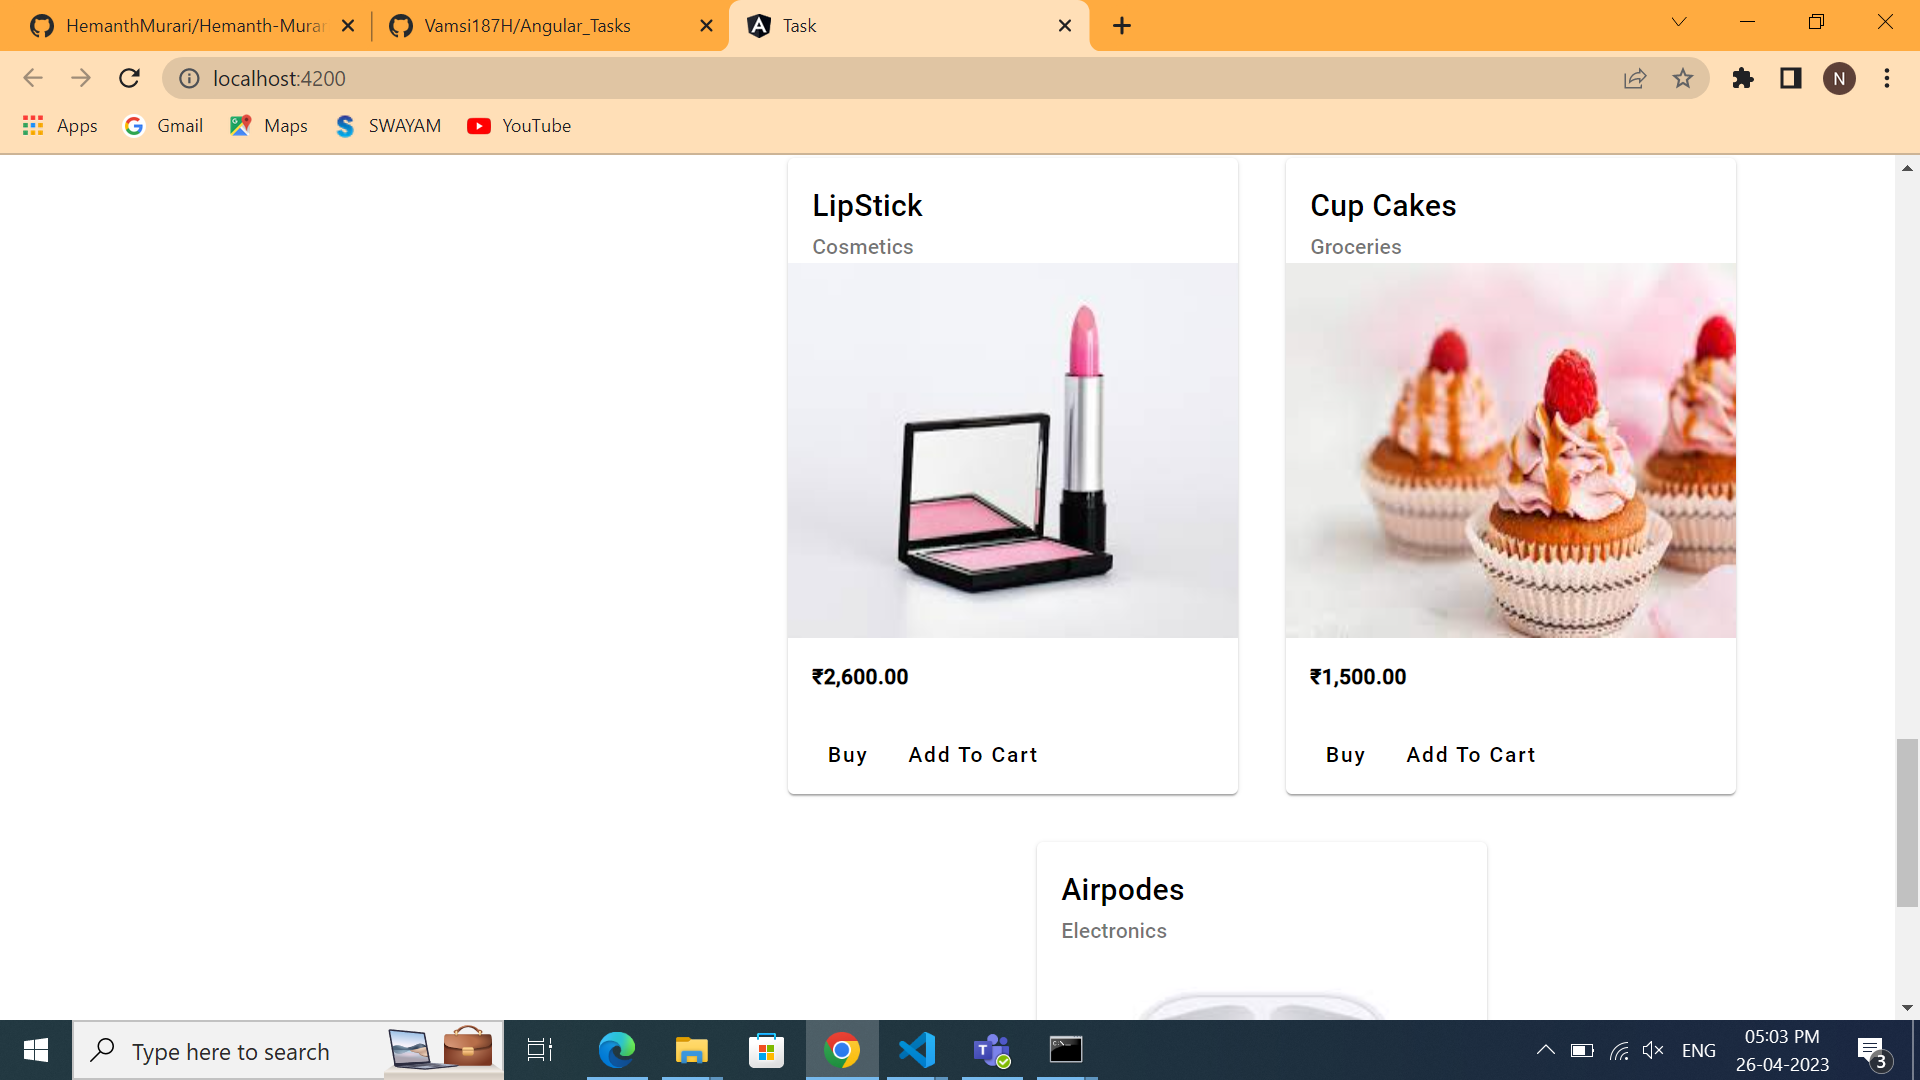 HemanthMurari/Hemanth-Murar
Vamsi187H/Angular_Tasks
Task
localhost:4200
N
Apps
Gmail
Maps
SWAYAM
YouTube
LipStick
Cosmetics
₹2,600.00
Buy Add To Cart
Cup Cakes
Groceries
₹1,500.00
Buy Add To Cart
Airpodes
Electronics
Type here to search
ENG
05:03 PM
26-04-2023
3